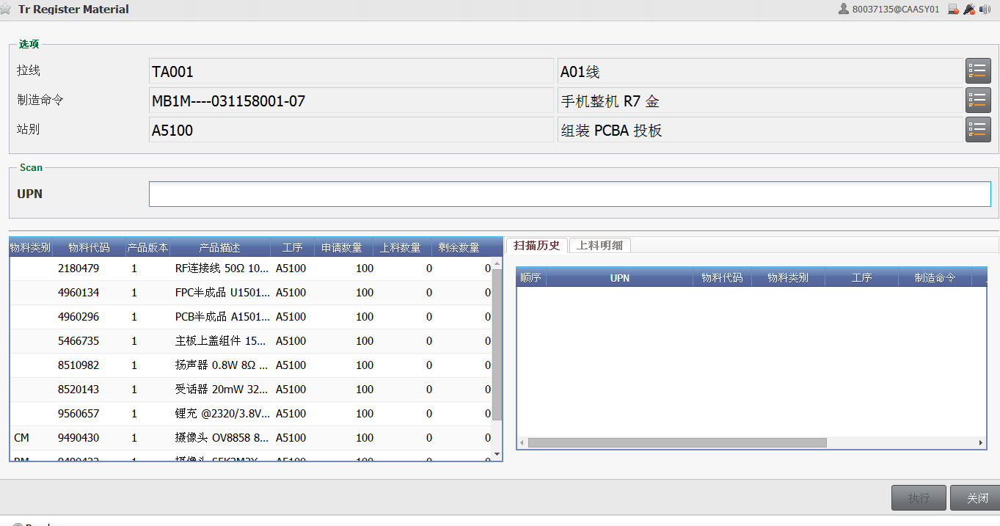 Tr Register Material 80037135@CAASY01
选项
拉线 TA001 A01线
制造命令 MB1M----031158001-07 手机整机 R7 金
站别 A5100 组装 PCBA 投板
Scan
UPN
扫描历史 上料明细
物料类别 物料代码 产品版本 产品描述 工序 申请数量 上料数量 剩余数量
顺序 UPN 物料代码 物料类别 工序 制造命令
2180479 1 RF连接线 50Ω 10... A5100 100 0 0
4960134 1 FPC半成品 U1501... A5100 100 0 0
4960296 1 PCB半成品 A1501... A5100 100 0 0
5466735 1 主板上盖组件 15... A5100 100 0 0
8510982 1 扬声器 0.8W 8Ω ... A5100 100 0 0
8520143 1 受话器 20mW 32... A5100 100 0 0
9560657 1 锂充 @2320/3.8V... A5100 100 0 0
CM 9490430 1 摄像头 OV8858 8... A5100 100 0 0
执行 关闭